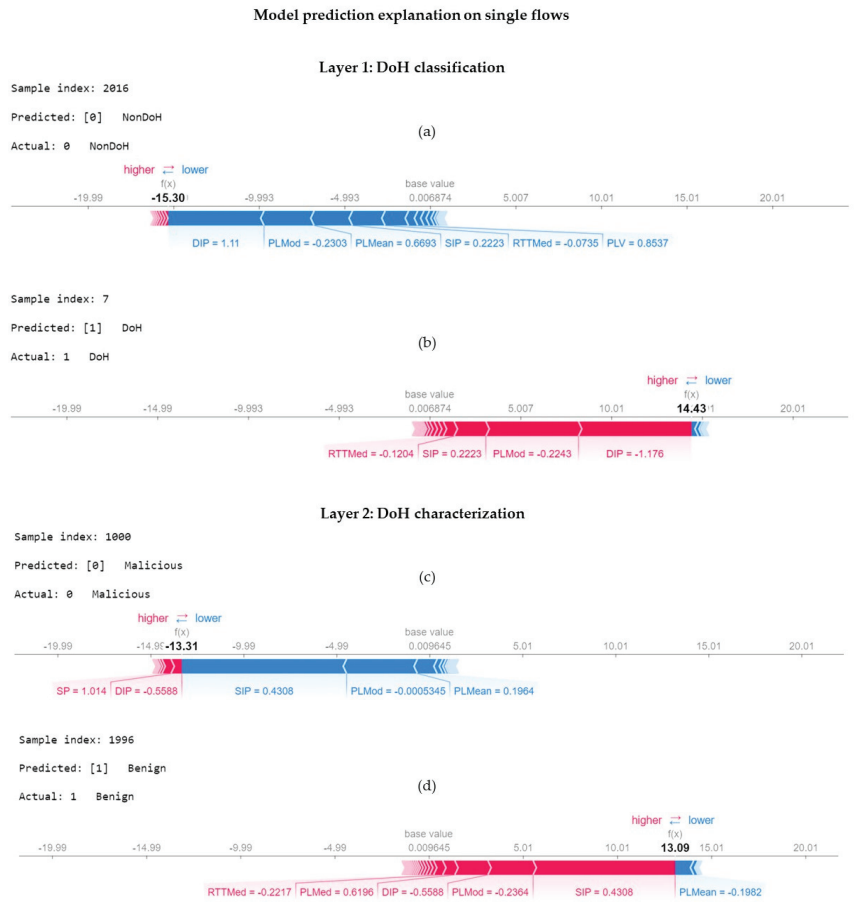 Model prediction explanation on single flows
Layer 1: DoH classification
Sample index: 2016
Predicted: [0] NonDoH
(a)
Actual: 0 NonDoH
higher ⇄ lower
f(x) base value
-19.99 -15.30 -9.993 -4.993 0.006874 5.007 10.01 15.01 20.01
DIP = 1.11 PLMod = -0.2303 PLMean = 0.6693 SIP = 0.2223 RTTMed = -0.0735 PLV = 0.8537
Sample index: 7
Predicted: [1] DoH
(b)
Actual: 1 DoH
higher ⇄ lower
base value f(x)
-19.99 -14.99 -9.993 -4.993 0.006874 5.007 10.01 14.43 20.01
RTTMed = -0.1204 SIP = 0.2223 PLMod = -0.2243 DIP = -1.176
Layer 2: DoH characterization
Sample index: 1000
Predicted: [0] Malicious
(c)
Actual: 0 Malicious
higher ⇄ lower
f(x) base value
-19.99 -14.99 -13.31 -9.99 -4.99 0.009645 5.01 10.01 15.01 20.01
SP = 1.014 DIP = -0.5588 SIP = 0.4308 PLMod = -0.0005345 PLMean = 0.1964
Sample index: 1996
Predicted: [1] Benign
(d)
Actual: 1 Benign
higher ⇄ lower
base value f(x)
-19.99 -14.99 -9.99 -4.99 0.009645 5.01 10.01 13.09 15.01 20.01
RTTMed = -0.2217 PLMed = 0.6196 DIP = -0.5588 PLMod = -0.2364 SIP = 0.4308 PLMean = -0.1982